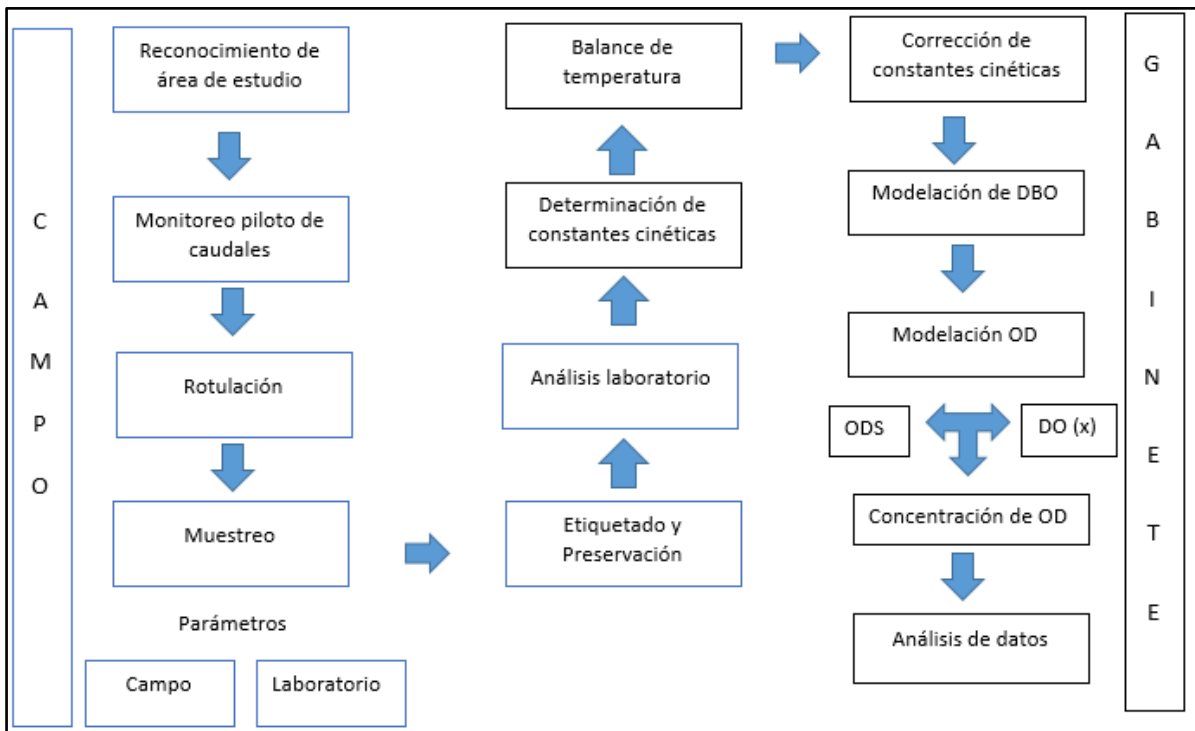 C
A
M
P
O
Reconocimiento de
área de estudio
Monitoreo piloto de
caudales
Rotulación
Muestreo
Parámetros
Campo
Laboratorio
Etiquetado y
Preservación
Análisis laboratorio
Determinación de
constantes cinéticas
Balance de
temperatura
Corrección de
constantes cinéticas
Modelación de DBO
Modelación OD
ODS
DO (x)
Concentración de OD
Análisis de datos
G
A
B
I
N
E
T
E